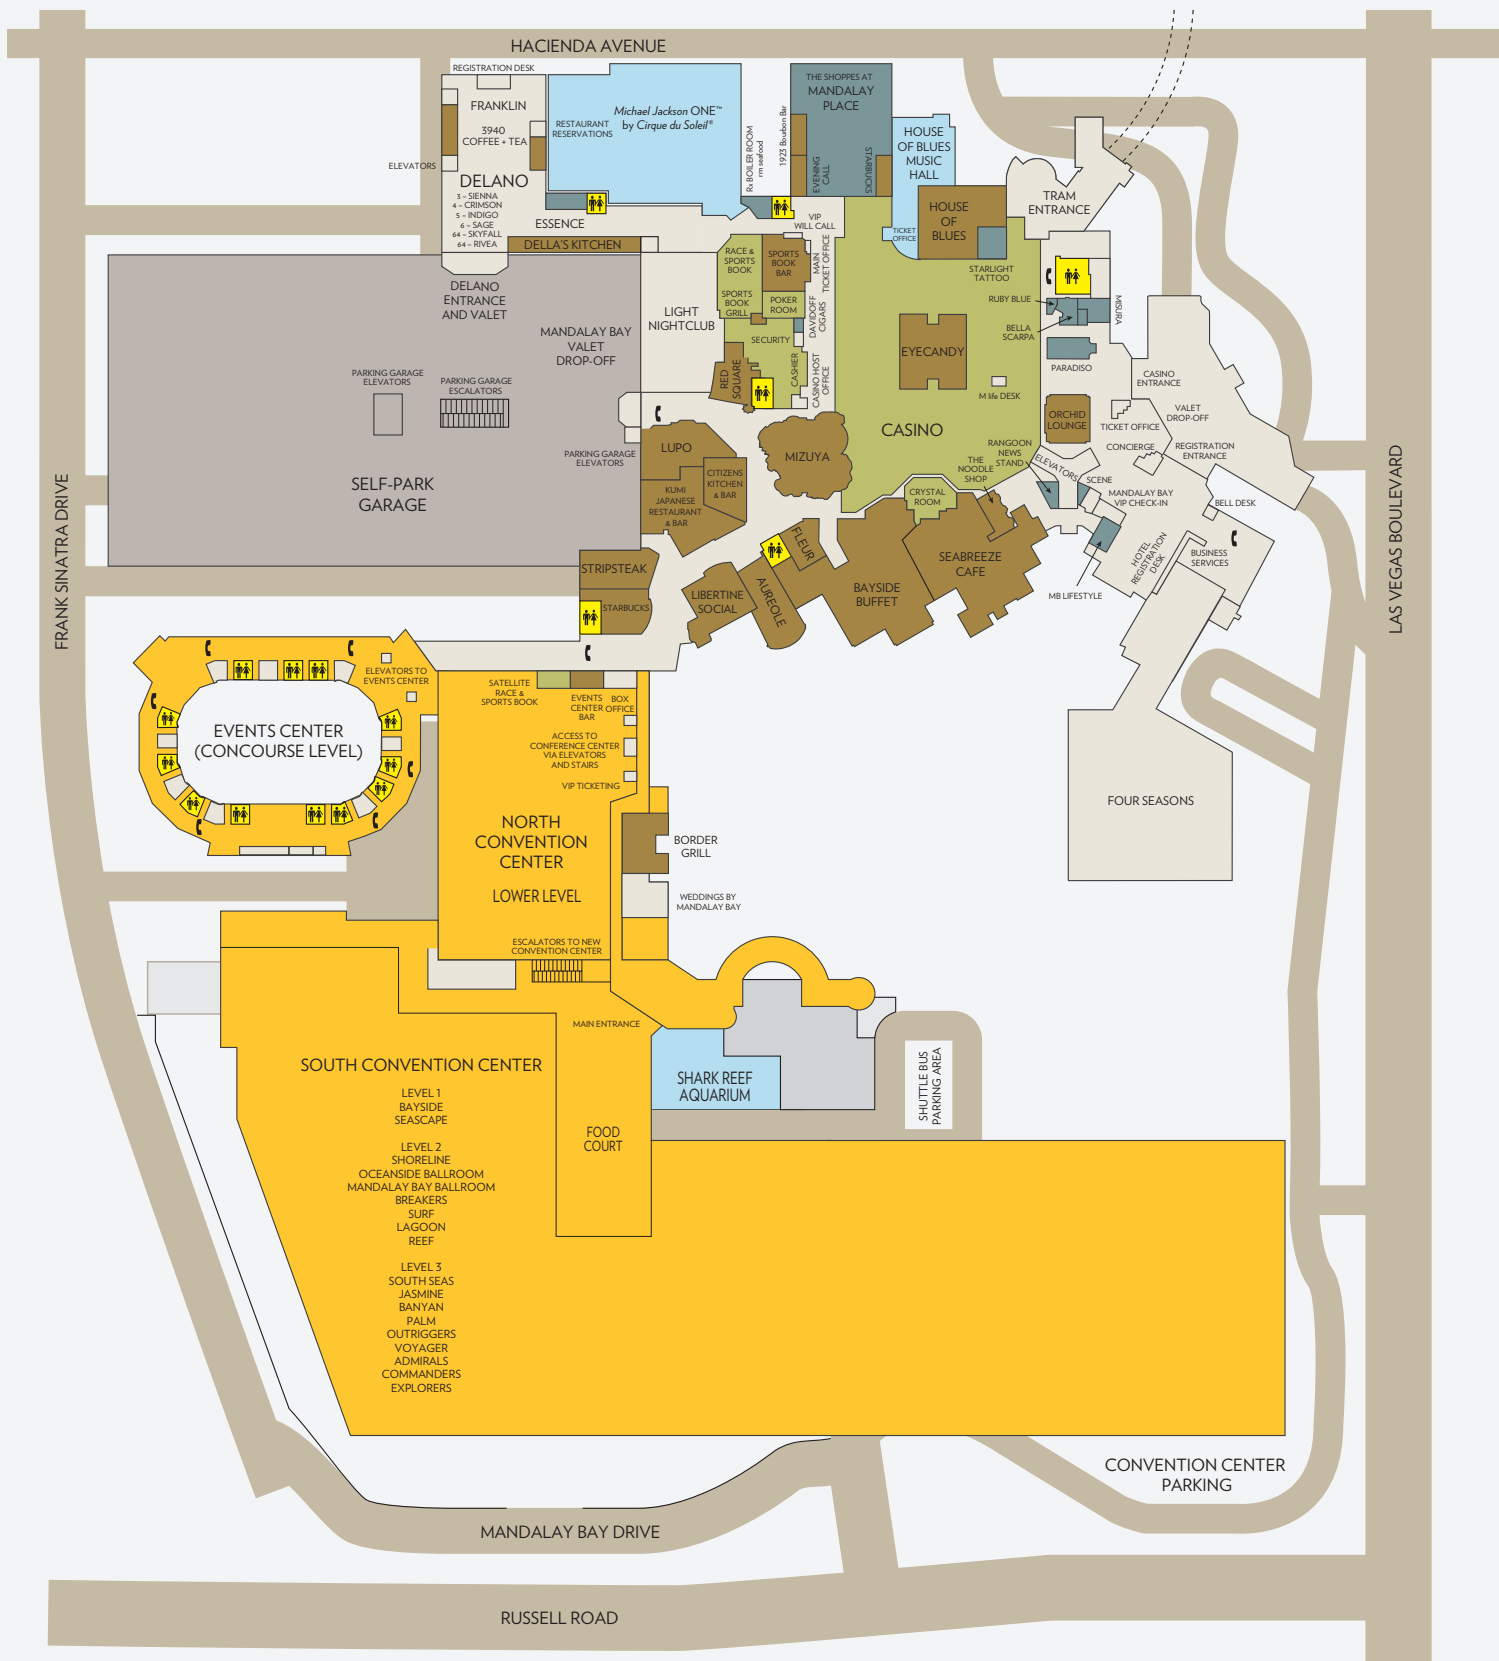 HACIENDA AVENUE
REGISTRATION DESK
FRANKLIN
3940
COFFEE + TEA
ELEVATORS
DELANO
3 – SIENNA
4 – CRIMSON
5 – INDIGO
6 – SAGE
64 – SKYFALL
64 – RIVEA
RESTAURANT
RESERVATIONS
Michael Jackson ONE™
by Cirque du Soleil®
ESSENCE
DELLA'S KITCHEN
Rx BOILER ROOM
rm seafood
1923 Bourbon Bar
THE SHOPPES AT
MANDALAY
PLACE
EVENING
CALL
STARBUCKS
HOUSE
OF BLUES
MUSIC
HALL
VIP
WILL CALL
TICKET
OFFICE
HOUSE
OF
BLUES
TRAM
ENTRANCE
STARLIGHT
TATTOO
RUBY BLUE
BELLA
SCARPA
MISURA
PARADISO
DELANO
ENTRANCE
AND VALET
MANDALAY BAY
VALET
DROP-OFF
LIGHT
NIGHTCLUB
RACE &
SPORTS
BOOK
SPORTS
BOOK
BAR
MAIN
TICKET OFFICE
SPORTS
BOOK
GRILL
POKER
ROOM
DAVIDOFF
CIGARS
SECURITY
RED
SQUARE
CASHIER
CASINO HOST
OFFICE
EYECANDY
M life DESK
CASINO
PARKING GARAGE
ELEVATORS
PARKING GARAGE
ESCALATORS
PARKING GARAGE
ELEVATORS
SELF-PARK
GARAGE
LUPO
CITIZENS
KITCHEN
& BAR
KUMI
JAPANESE
RESTAURANT
& BAR
MIZUYA
CASINO
ENTRANCE
ORCHID
LOUNGE
VALET
DROP-OFF
TICKET OFFICE
CONCIERGE
REGISTRATION
ENTRANCE
RANGOON
NEWS
STAND
THE
NOODLE
SHOP
ELEVATORS
SCENE
MANDALAY BAY
VIP CHECK-IN
BELL DESK
CRYSTAL
ROOM
HOTEL
REGISTRATION
DESK
BUSINESS
SERVICES
MB LIFESTYLE
STRIPSTEAK
STARBUCKS
FLEUR
LIBERTINE
SOCIAL
AUREOLE
BAYSIDE
BUFFET
SEABREEZE
CAFE
FRANK SINATRA DRIVE
LAS VEGAS BOULEVARD
ELEVATORS TO
EVENTS CENTER
EVENTS CENTER
(CONCOURSE LEVEL)
SATELLITE
RACE &
SPORTS BOOK
EVENTS
CENTER
BAR
BOX
OFFICE
ACCESS TO
CONFERENCE CENTER
VIA ELEVATORS
AND STAIRS
VIP TICKETING
NORTH
CONVENTION
CENTER
LOWER LEVEL
BORDER
GRILL
WEDDINGS BY
MANDALAY BAY
FOUR SEASONS
ESCALATORS TO NEW
CONVENTION CENTER
MAIN ENTRANCE
SOUTH CONVENTION CENTER
LEVEL 1
BAYSIDE
SEASCAPE
LEVEL 2
SHORELINE
OCEANSIDE BALLROOM
MANDALAY BAY BALLROOM
BREAKERS
SURF
LAGOON
REEF
LEVEL 3
SOUTH SEAS
JASMINE
BANYAN
PALM
OUTRIGGERS
VOYAGER
ADMIRALS
COMMANDERS
EXPLORERS
FOOD
COURT
SHARK REEF
AQUARIUM
SHUTTLE BUS
PARKING AREA
CONVENTION CENTER
PARKING
MANDALAY BAY DRIVE
RUSSELL ROAD